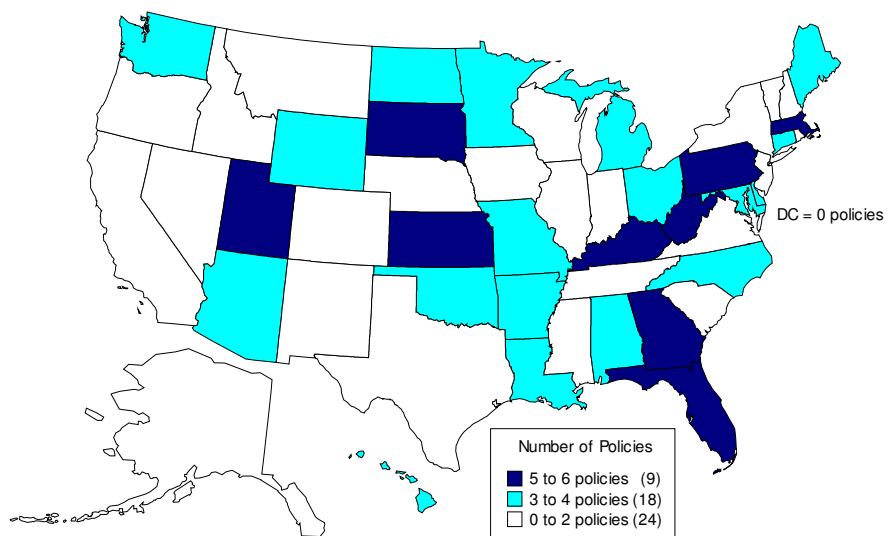 DC = 0 policies
Number of Policies
5 to 6 policies (9)
3 to 4 policies (18)
0 to 2 policies (24)